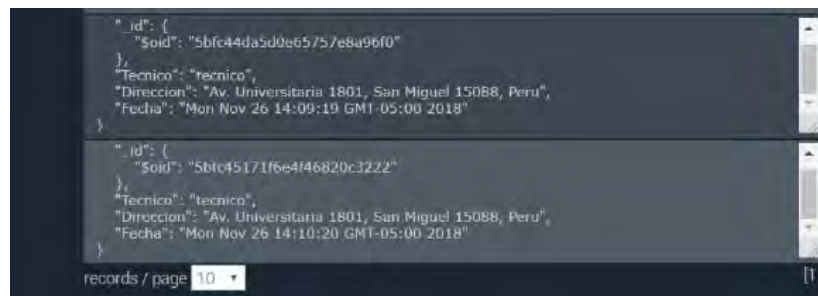 "_id": {
"$oid": "5bfc44da5d0e65757e8a96f0"
},
"Tecnico": "tecnico",
"Direccion": "Av. Universitaria 1801, San Miguel 15088, Peru",
"Fecha": "Mon Nov 26 14:09:19 GMT-05:00 2018"
}
"_id": {
"$oid": "5bfc45171f6e4f46820c3222"
},
"Tecnico": "tecnico",
"Direccion": "Av. Universitaria 1801, San Miguel 15088, Peru",
"Fecha": "Mon Nov 26 14:10:20 GMT-05:00 2018"
}
records / page 10 [1